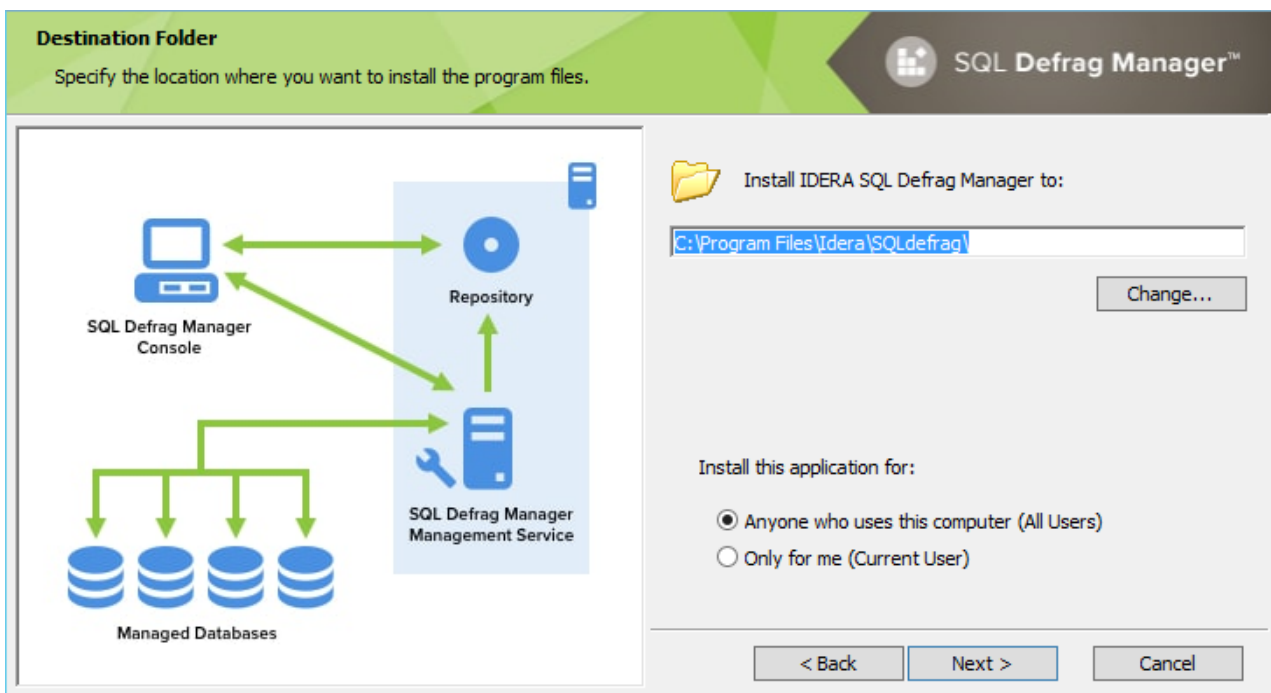 Destination Folder
Specify the location where you want to install the program files.
SQL Defrag Manager™
SQL Defrag Manager
Console
Repository
SQL Defrag Manager
Management Service
Managed Databases
Install IDERA SQL Defrag Manager to:
C:\Program Files\Idera\SQLdefrag\
Change...
Install this application for:
Anyone who uses this computer (All Users)
Only for me (Current User)
< Back
Next >
Cancel